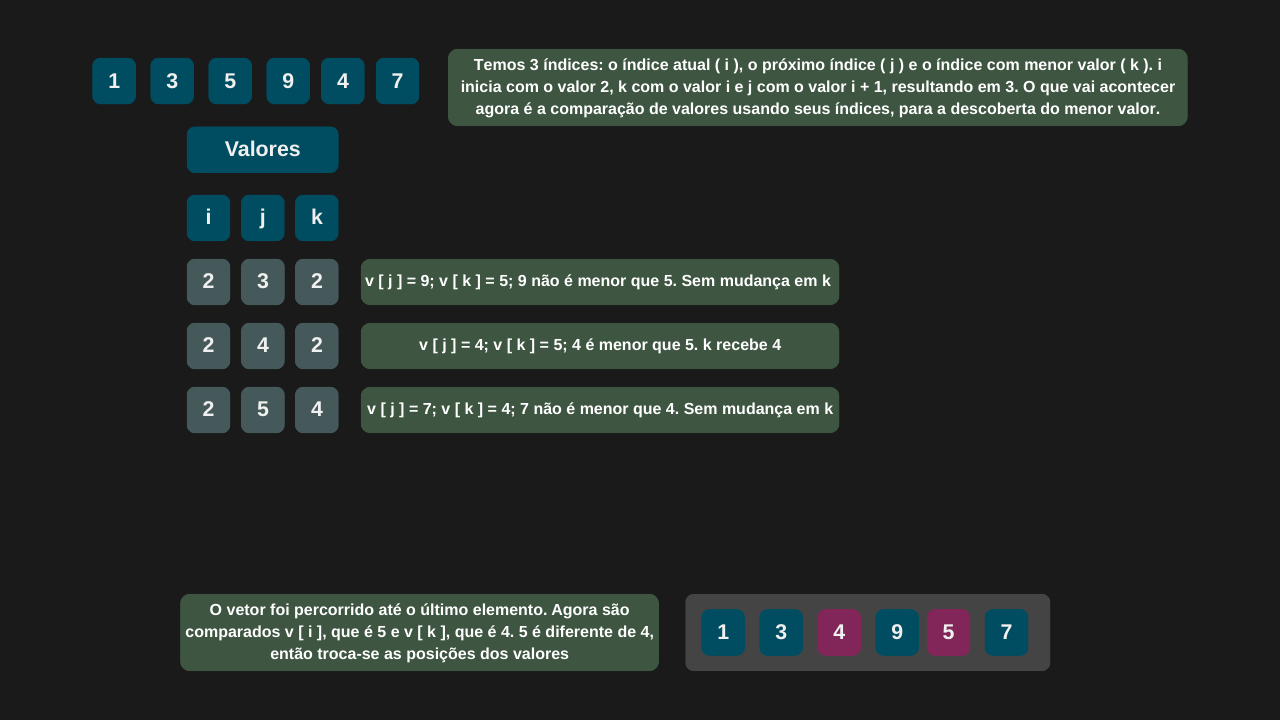 1 3 5 9 4 7
Temos 3 índices: o índice atual ( i ), o próximo índice ( j ) e o índice com menor valor ( k ). i
inicia com o valor 2, k com o valor i e j com o valor i + 1, resultando em 3. O que vai acontecer
agora é a comparação de valores usando seus índices, para a descoberta do menor valor.
Valores
i j k
2 3 2
v [ j ] = 9; v [ k ] = 5; 9 não é menor que 5. Sem mudança em k
2 4 2
v [ j ] = 4; v [ k ] = 5; 4 é menor que 5. k recebe 4
2 5 4
v [ j ] = 7; v [ k ] = 4; 7 não é menor que 4. Sem mudança em k
O vetor foi percorrido até o último elemento. Agora são
comparados v [ i ], que é 5 e v [ k ], que é 4. 5 é diferente de 4,
então troca-se as posições dos valores
1 3 4 9 5 7